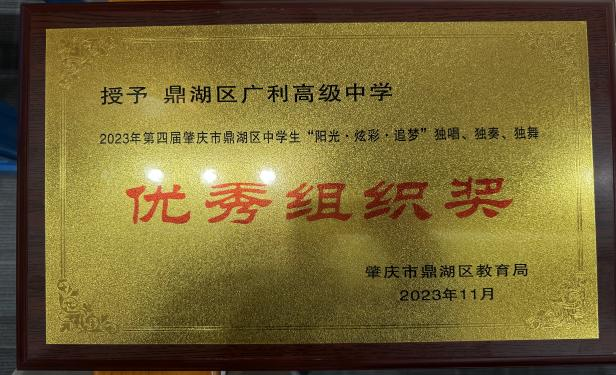 授予 鼎湖区广利高级中学
2023年第四届肇庆市鼎湖区中学生“阳光·炫彩·追梦”独唱、独奏、独舞
优秀组织奖
肇庆市鼎湖区教育局
2023年11月